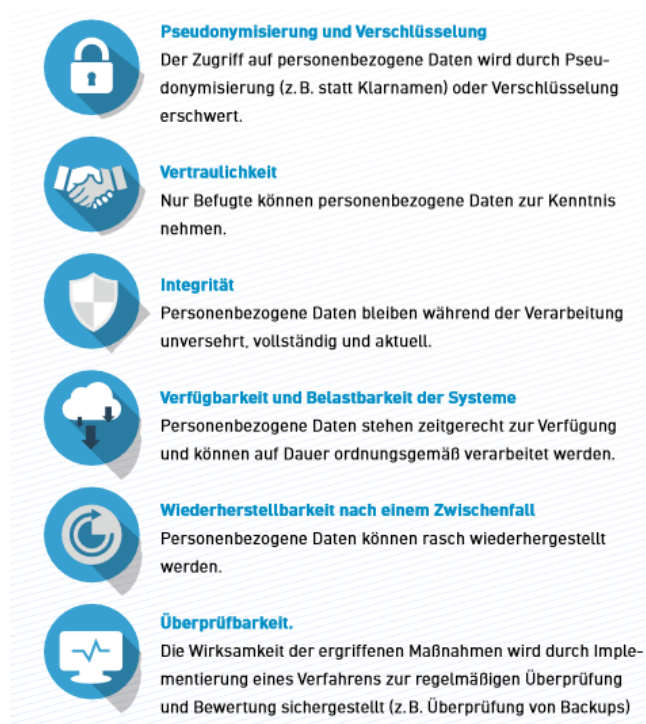 Pseudonymisierung und Verschlüsselung
Der Zugriff auf personenbezogene Daten wird durch Pseu-
donymisierung (z. B. statt Klarnamen) oder Verschlüsselung
erschwert.
Vertraulichkeit
Nur Befugte können personenbezogene Daten zur Kenntnis
nehmen.
Integrität
Personenbezogene Daten bleiben während der Verarbeitung
unversehrt, vollständig und aktuell.
Verfügbarkeit und Belastbarkeit der Systeme
Personenbezogene Daten stehen zeitgerecht zur Verfügung
und können auf Dauer ordnungsgemäß verarbeitet werden.
Wiederherstellbarkeit nach einem Zwischenfall
Personenbezogene Daten können rasch wiederhergestellt
werden.
Überprüfbarkeit.
Die Wirksamkeit der ergriffenen Maßnahmen wird durch Imple-
mentierung eines Verfahrens zur regelmäßigen Überprüfung
und Bewertung sichergestellt (z. B. Überprüfung von Backups)